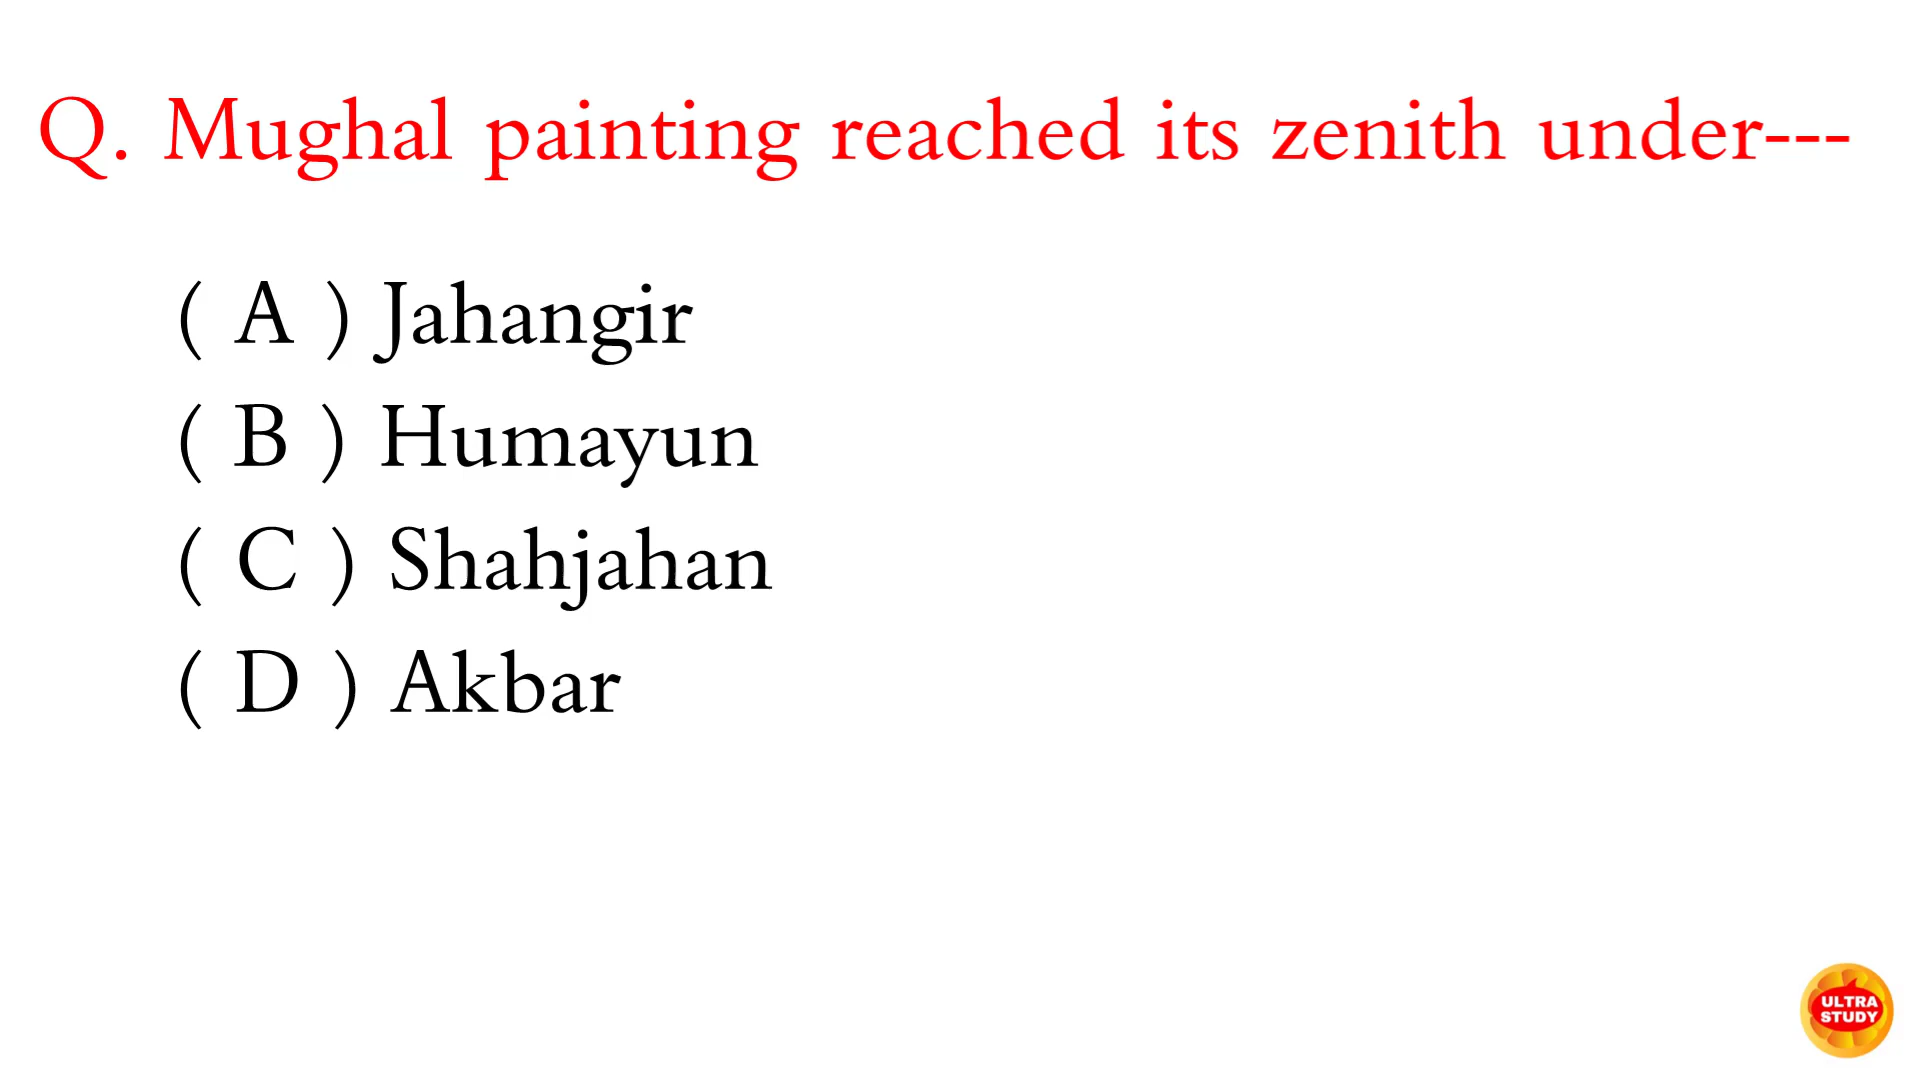 Q. Mughal painting reached its zenith under---
( A ) Jahangir
( B ) Humayun
( C ) Shahjahan
( D ) Akbar
ULTRA
STUDY